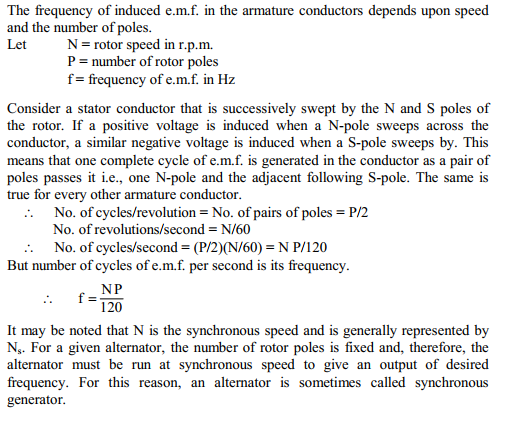 The frequency of induced e.m.f. in the armature conductors depends upon speed
and the number of poles.
Let N = rotor speed in r.p.m.
P = number of rotor poles
f = frequency of e.m.f. in Hz
Consider a stator conductor that is successively swept by the N and S poles of
the rotor. If a positive voltage is induced when a N-pole sweeps across the
conductor, a similar negative voltage is induced when a S-pole sweeps by. This
means that one complete cycle of e.m.f. is generated in the conductor as a pair of
poles passes it i.e., one N-pole and the adjacent following S-pole. The same is
true for every other armature conductor.
∴ No. of cycles/revolution = No. of pairs of poles = P/2
No. of revolutions/second = N/60
∴ No. of cycles/second = (P/2)(N/60) = N P/120
But number of cycles of e.m.f. per second is its frequency.
∴ f = N P / 120
It may be noted that N is the synchronous speed and is generally represented by
Ns. For a given alternator, the number of rotor poles is fixed and, therefore, the
alternator must be run at synchronous speed to give an output of desired
frequency. For this reason, an alternator is sometimes called synchronous
generator.